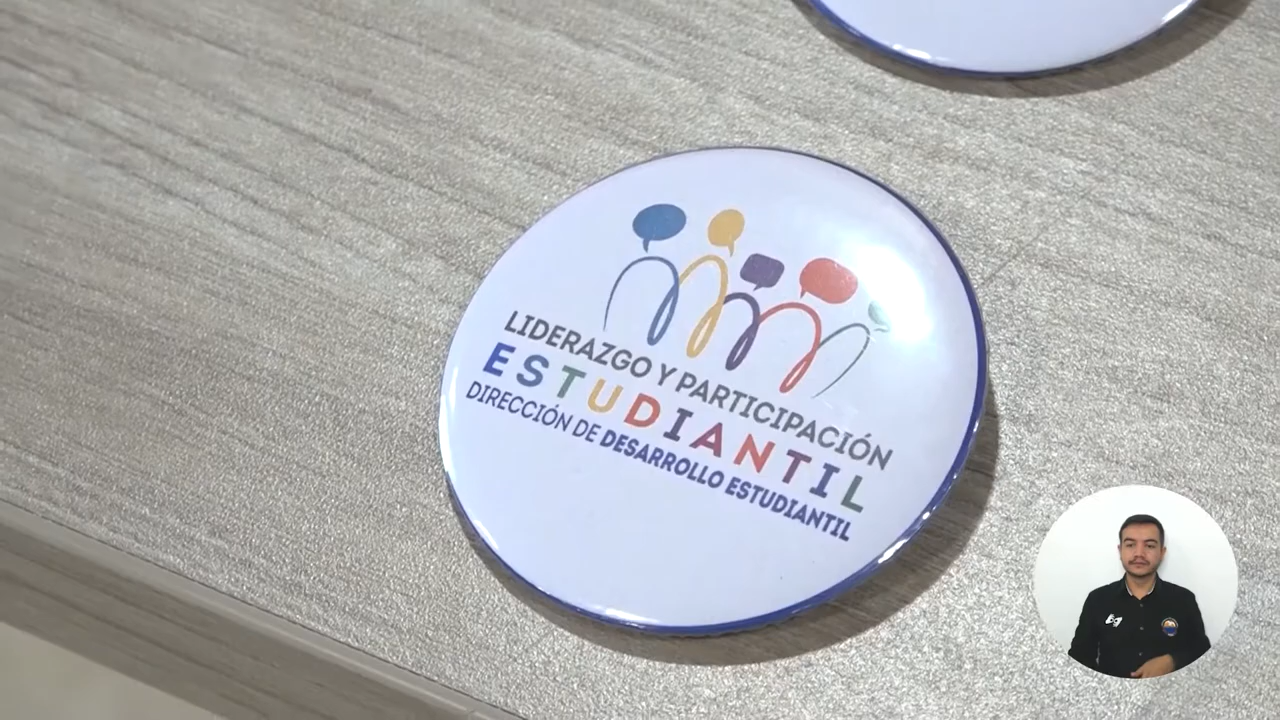 LIDERAZGO Y PARTICIPACIÓN
ESTUDIANTIL
DIRECCIÓN DE DESARROLLO ESTUDIANTIL